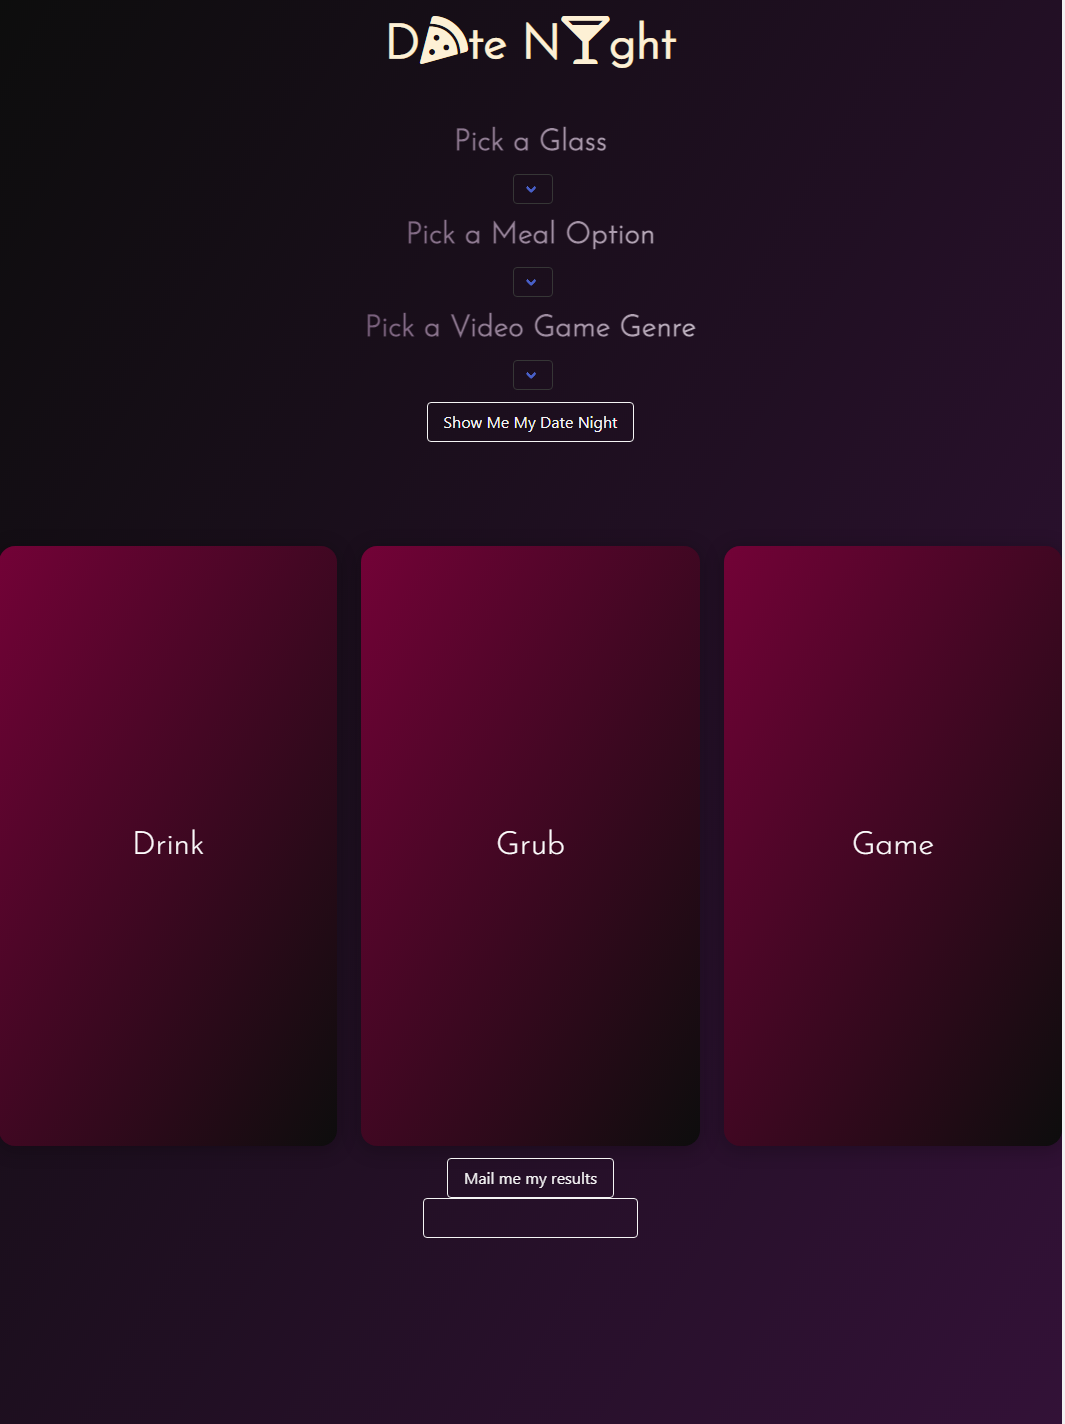 Date Night
Pick a Glass
Pick a Meal Option
Pick a Video Game Genre
Show Me My Date Night
Drink Grub Game
Mail me my results